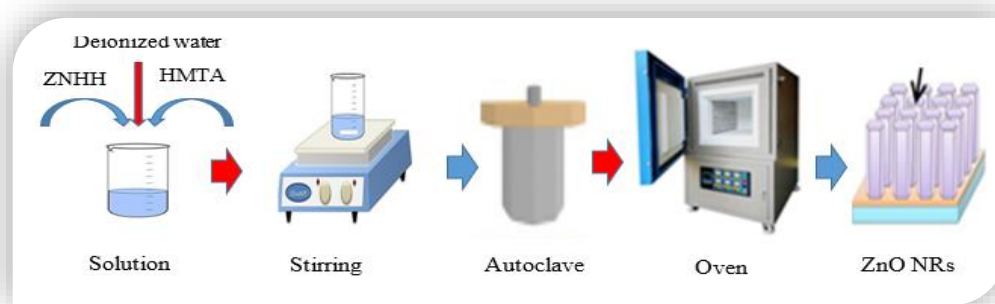 Deionized water
ZNHH
HMTA
Solution
Stirring
Autoclave
Oven
ZnO NRs